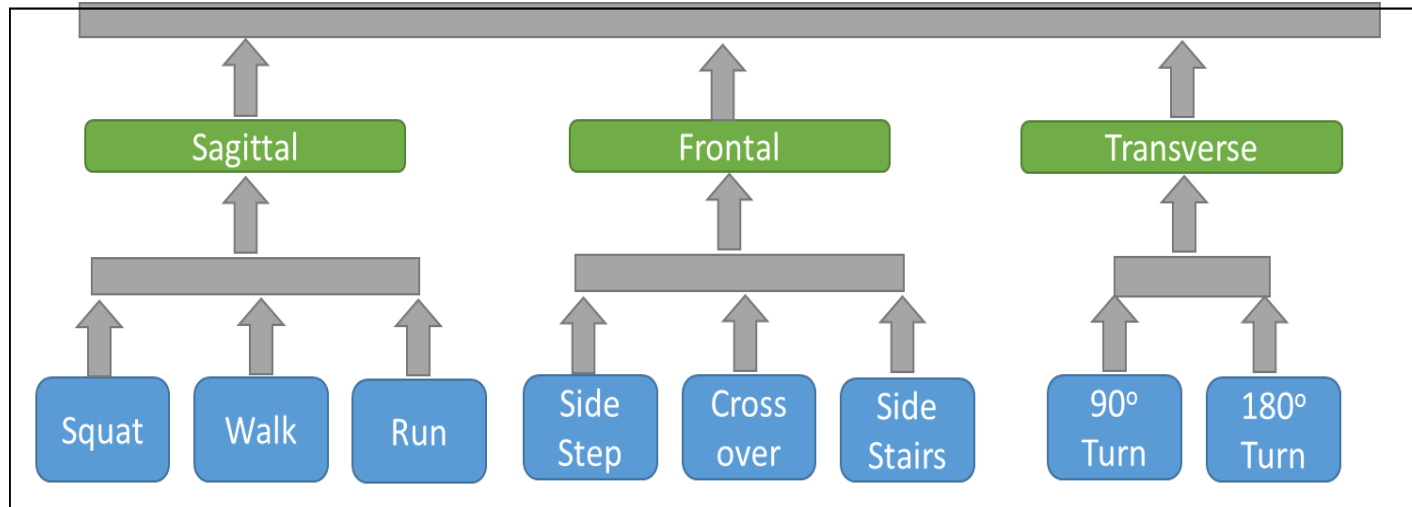 Sagittal
Frontal
Transverse
Squat
Walk
Run
Side
Step
Cross
over
Side
Stairs
90º
Turn
180º
Turn